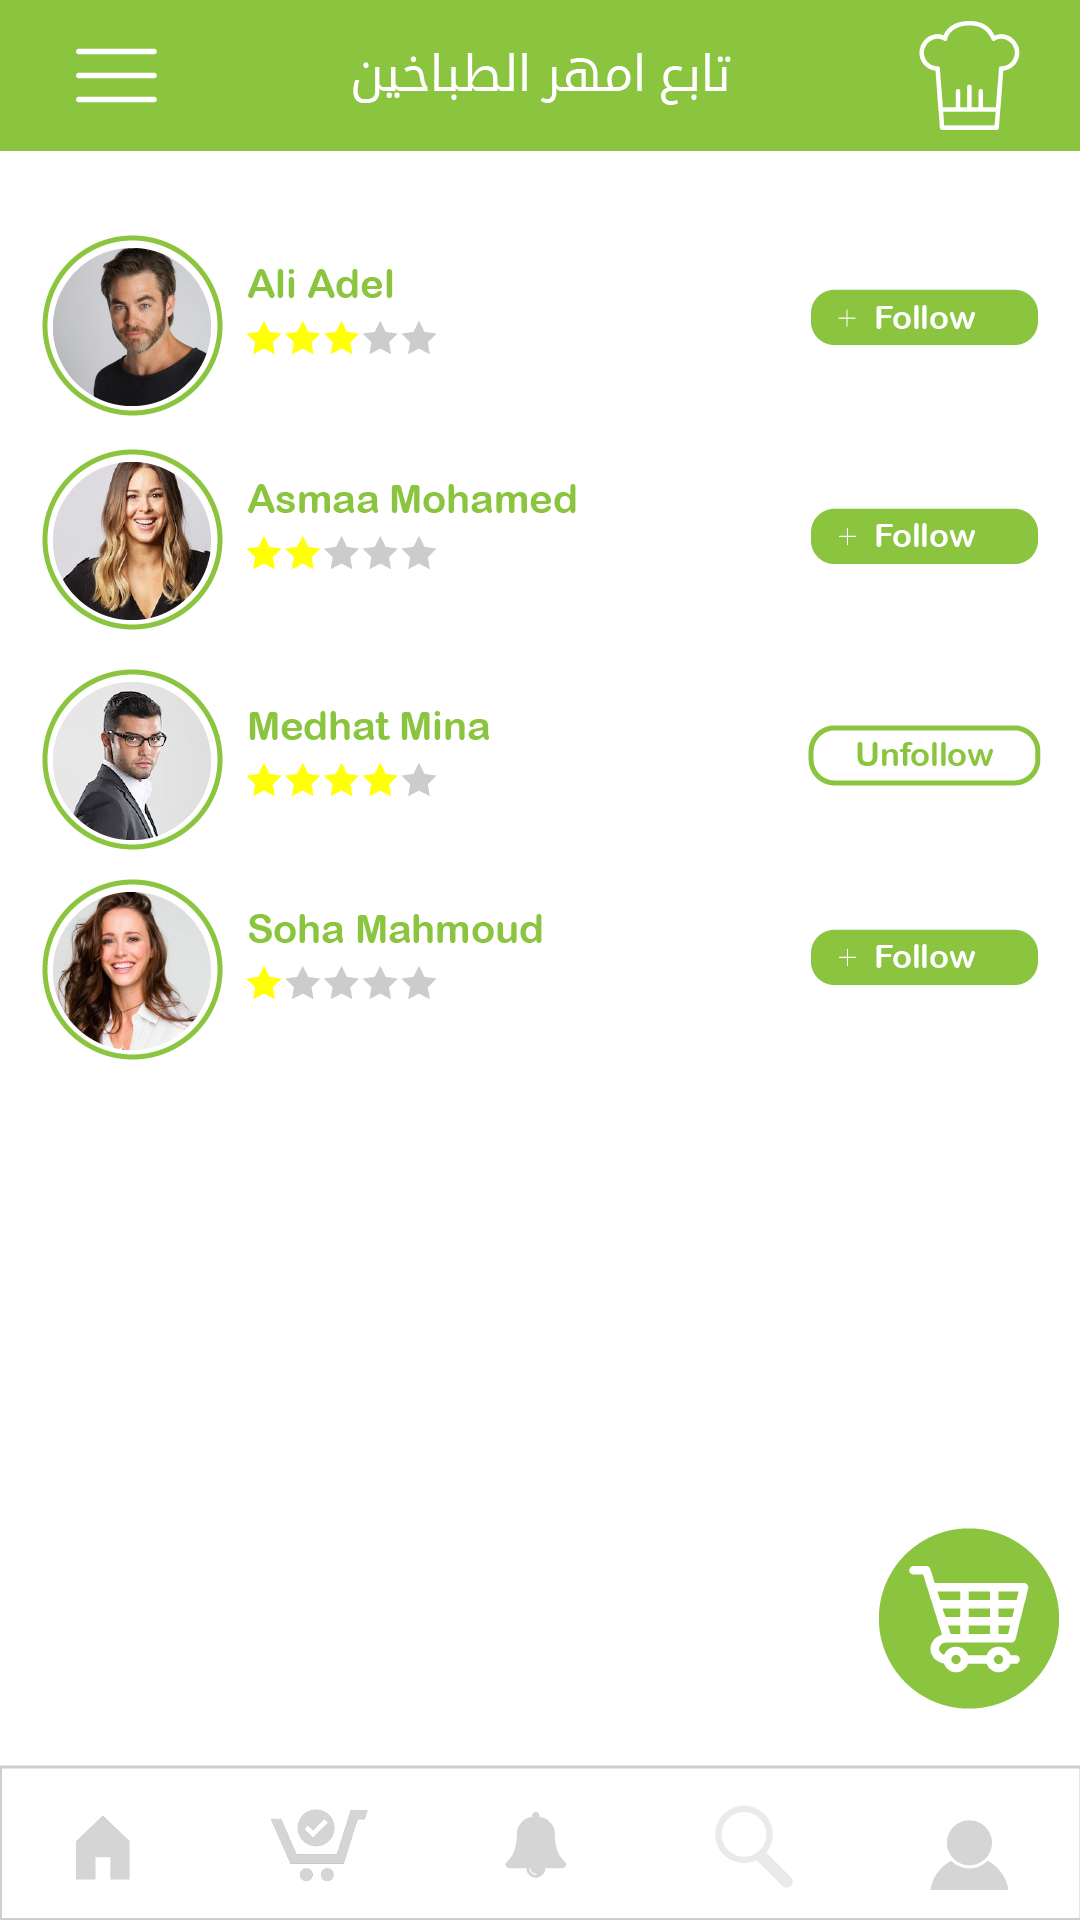 تابع امهر الطباخين
Ali Adel
+ Follow
Asmaa Mohamed
+ Follow
Medhat Mina
Unfollow
Soha Mahmoud
+ Follow